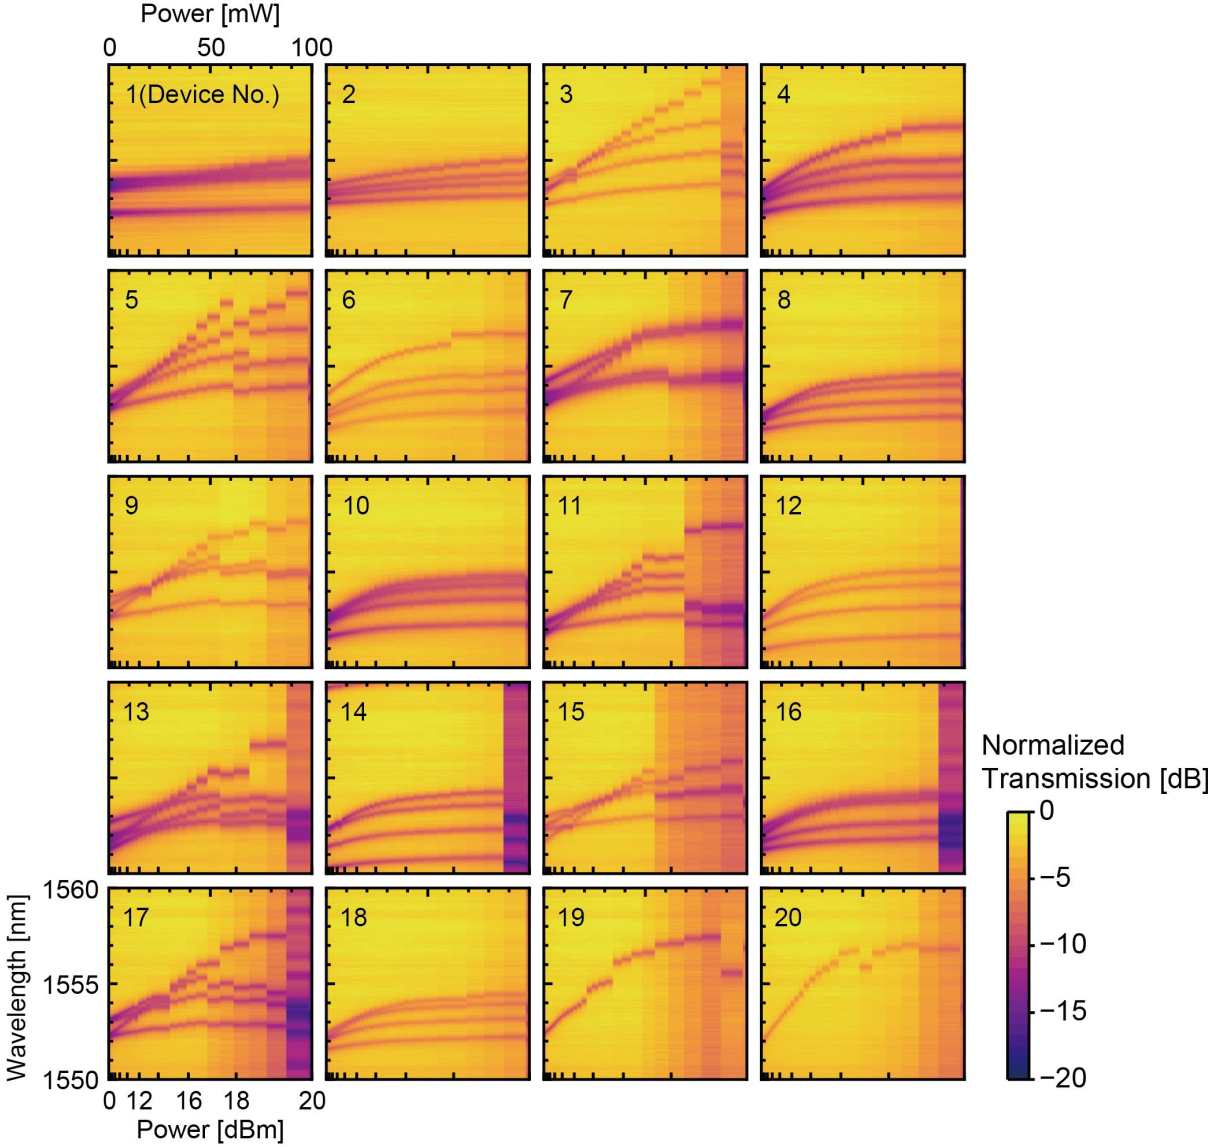 Power [mW]
0 50 100
1(Device No.) 2 3 4
5 6 7 8
9 10 11 12
13 14 15 16
Normalized
Transmission [dB]
0
−5
−10
−15
−20
17 18 19 20
Wavelength [nm]
1560
1555
1550
0 12 16 18 20
Power [dBm]